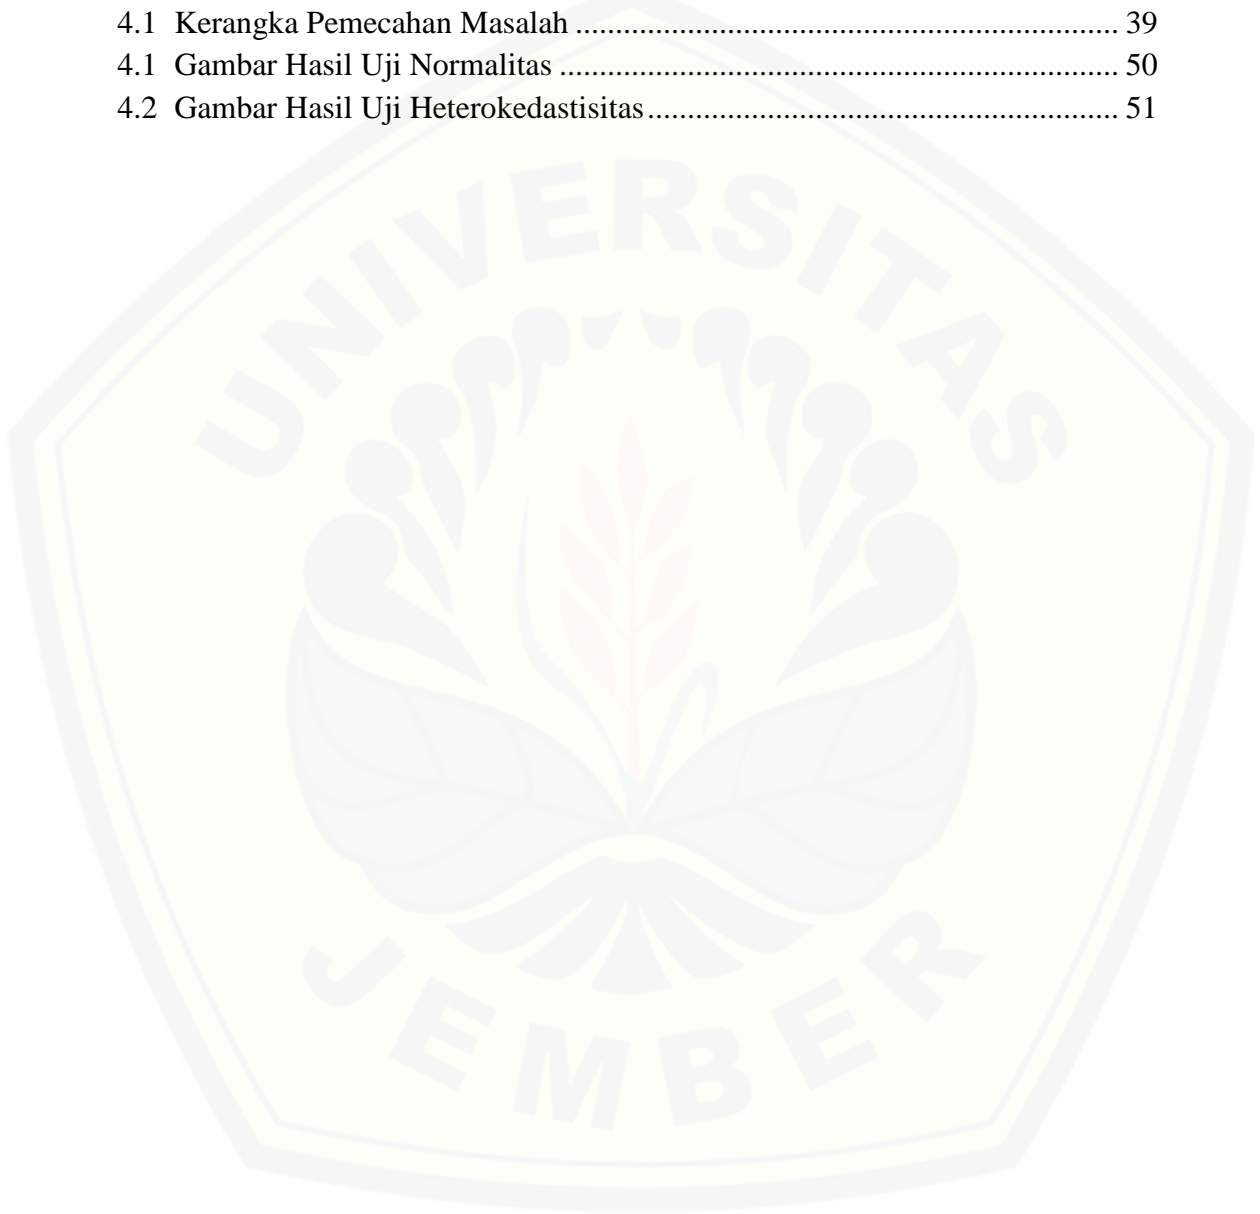 4.1 Kerangka Pemecahan Masalah .................................................................. 39
4.1 Gambar Hasil Uji Normalitas .................................................................... 50
4.2 Gambar Hasil Uji Heterokedastisitas......................................................... 51
UNIVERSITAS
JEMBER